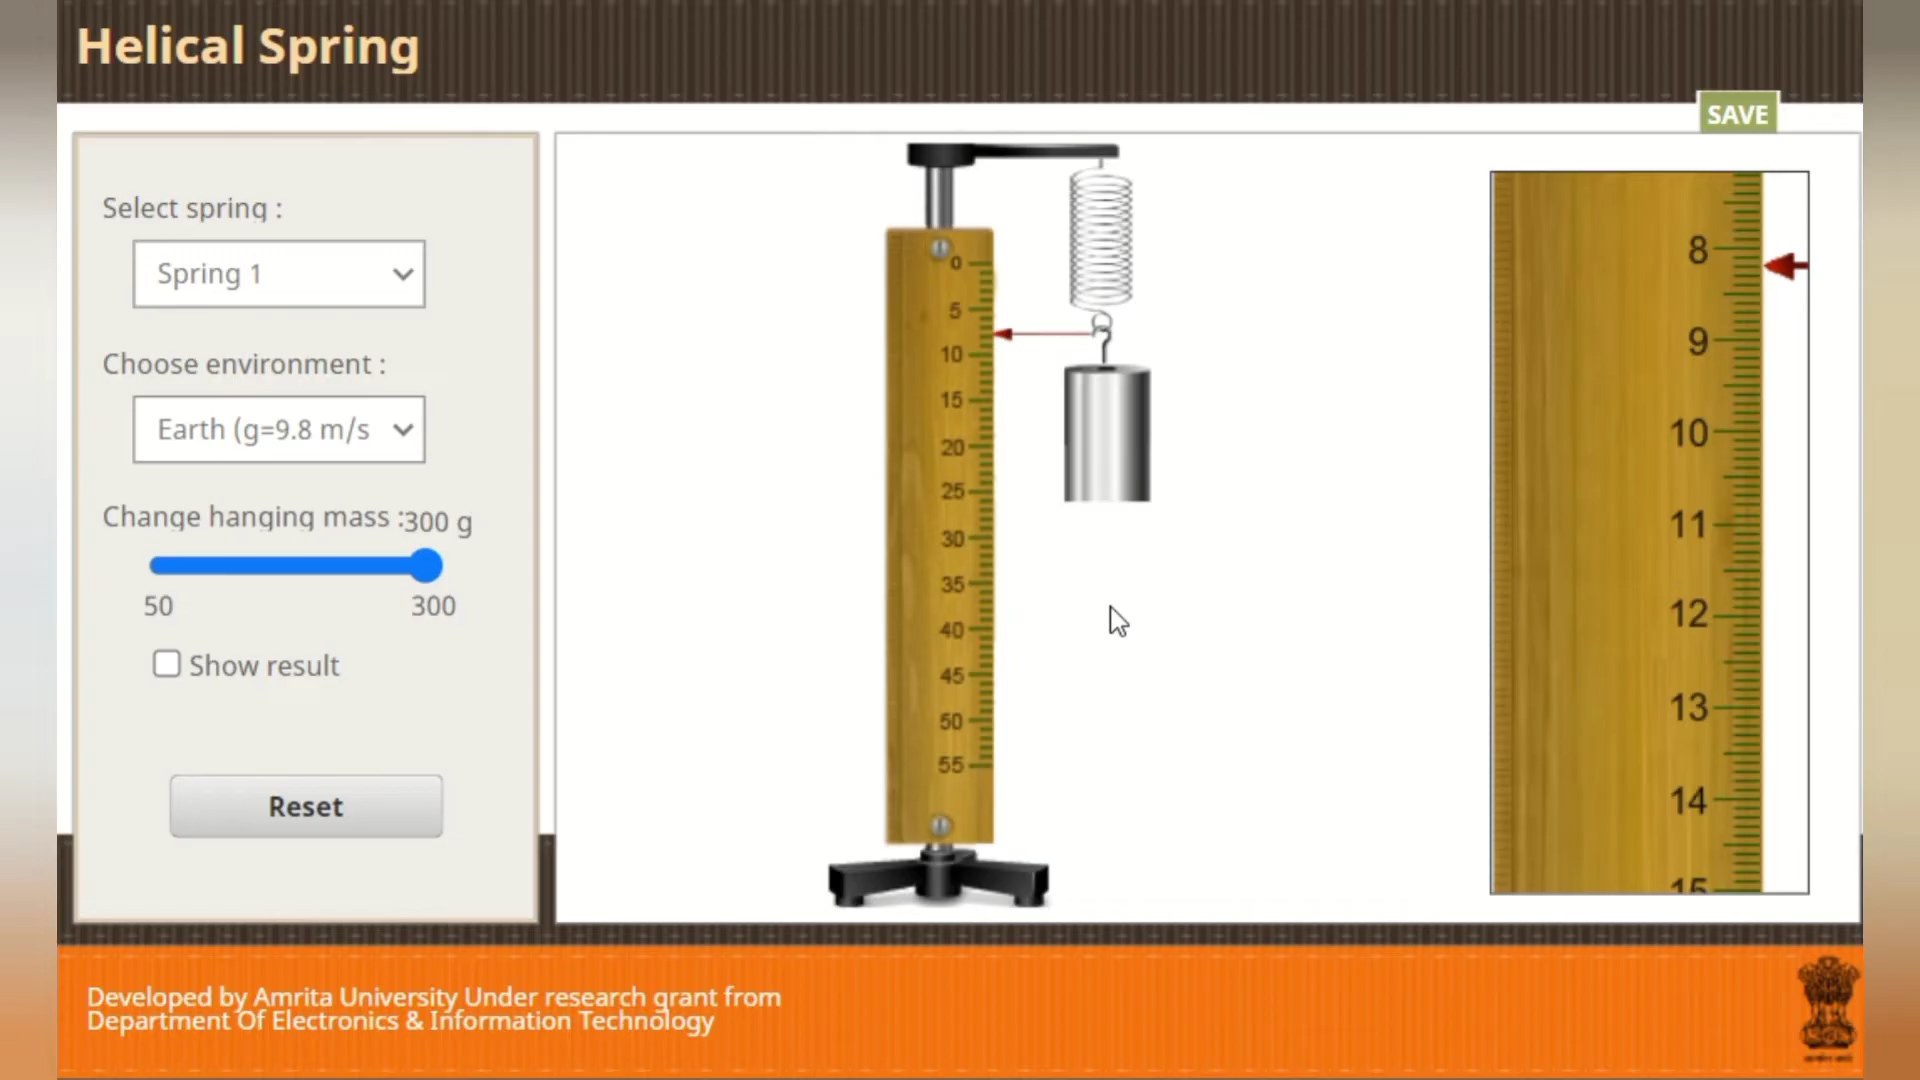 Helical Spring
SAVE
Select spring :
Spring 1
Choose environment :
Earth (g=9.8 m/s
Change hanging mass :300 g
50 300
Show result
Reset
0
5
10
15
20
25
30
35
40
45
50
55
8
9
10
11
12
13
14
15
Developed by Amrita University Under research grant from
Department Of Electronics & Information Technology